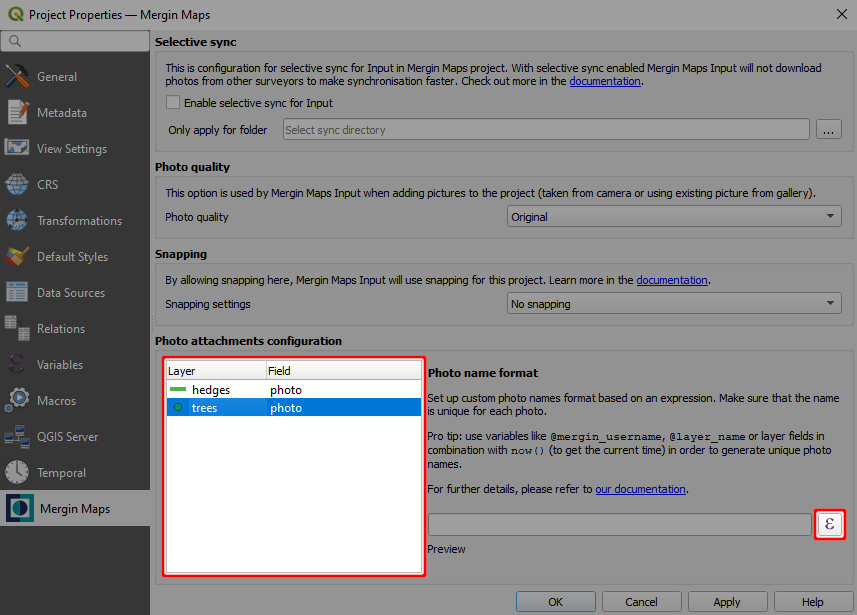 Project Properties — Mergin Maps
General
Metadata
View Settings
CRS
Transformations
Default Styles
Data Sources
Relations
Variables
Macros
QGIS Server
Temporal
Mergin Maps
Selective sync
This is configuration for selective sync for Input in Mergin Maps project. With selective sync enabled Mergin Maps Input will not download
photos from other surveyors to make synchronisation faster. Check out more in the documentation.
Enable selective sync for Input
Only apply for folder
Select sync directory
...
Photo quality
This option is used by Mergin Maps Input when adding pictures to the project (taken from camera or using existing picture from gallery).
Photo quality
Original
Snapping
By allowing snapping here, Mergin Maps Input will use snapping for this project. Learn more in the documentation.
Snapping settings
No snapping
Photo attachments configuration
Layer Field
hedges photo
trees photo
Photo name format
Set up custom photo names format based on an expression. Make sure that the name
is unique for each photo.
Pro tip: use variables like @mergin_username, @layer_name or layer fields in
combination with now() (to get the current time) in order to generate unique photo
names.
For further details, please refer to our documentation.
ε
Preview
OK
Cancel
Apply
Help